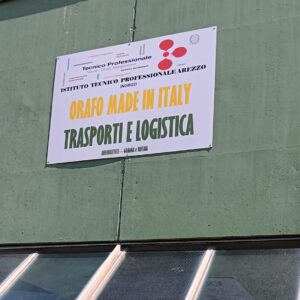 Tecnico Professionale
ISTITUTO TECNICO PROFESSIONALE AREZZO
ORAFO MADE IN ITALY
TRASPORTI E LOGISTICA